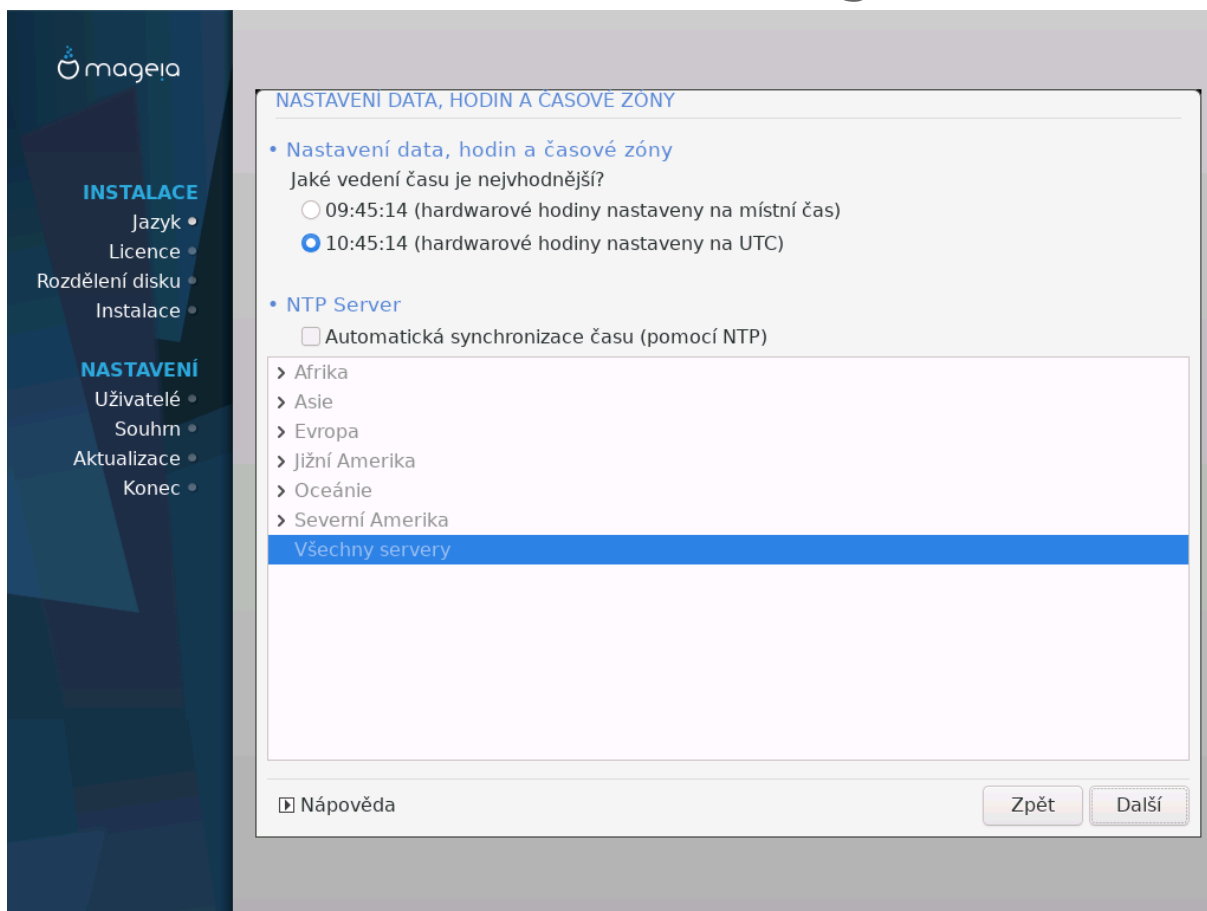 mageia
INSTALACE
Jazyk
Licence
Rozdělení disku
Instalace
NASTAVENÍ
Uživatelé
Souhrn
Aktualizace
Konec
NASTAVENÍ DATA, HODIN A ČASOVÉ ZÓNY
• Nastavení data, hodin a časové zóny
Jaké vedení času je nejvhodnější?
09:45:14 (hardwarové hodiny nastaveny na místní čas)
10:45:14 (hardwarové hodiny nastaveny na UTC)
• NTP Server
Automatická synchronizace času (pomocí NTP)
Afrika
Asie
Evropa
Jižní Amerika
Oceánie
Severní Amerika
Všechny servery
Nápověda
Zpět
Další